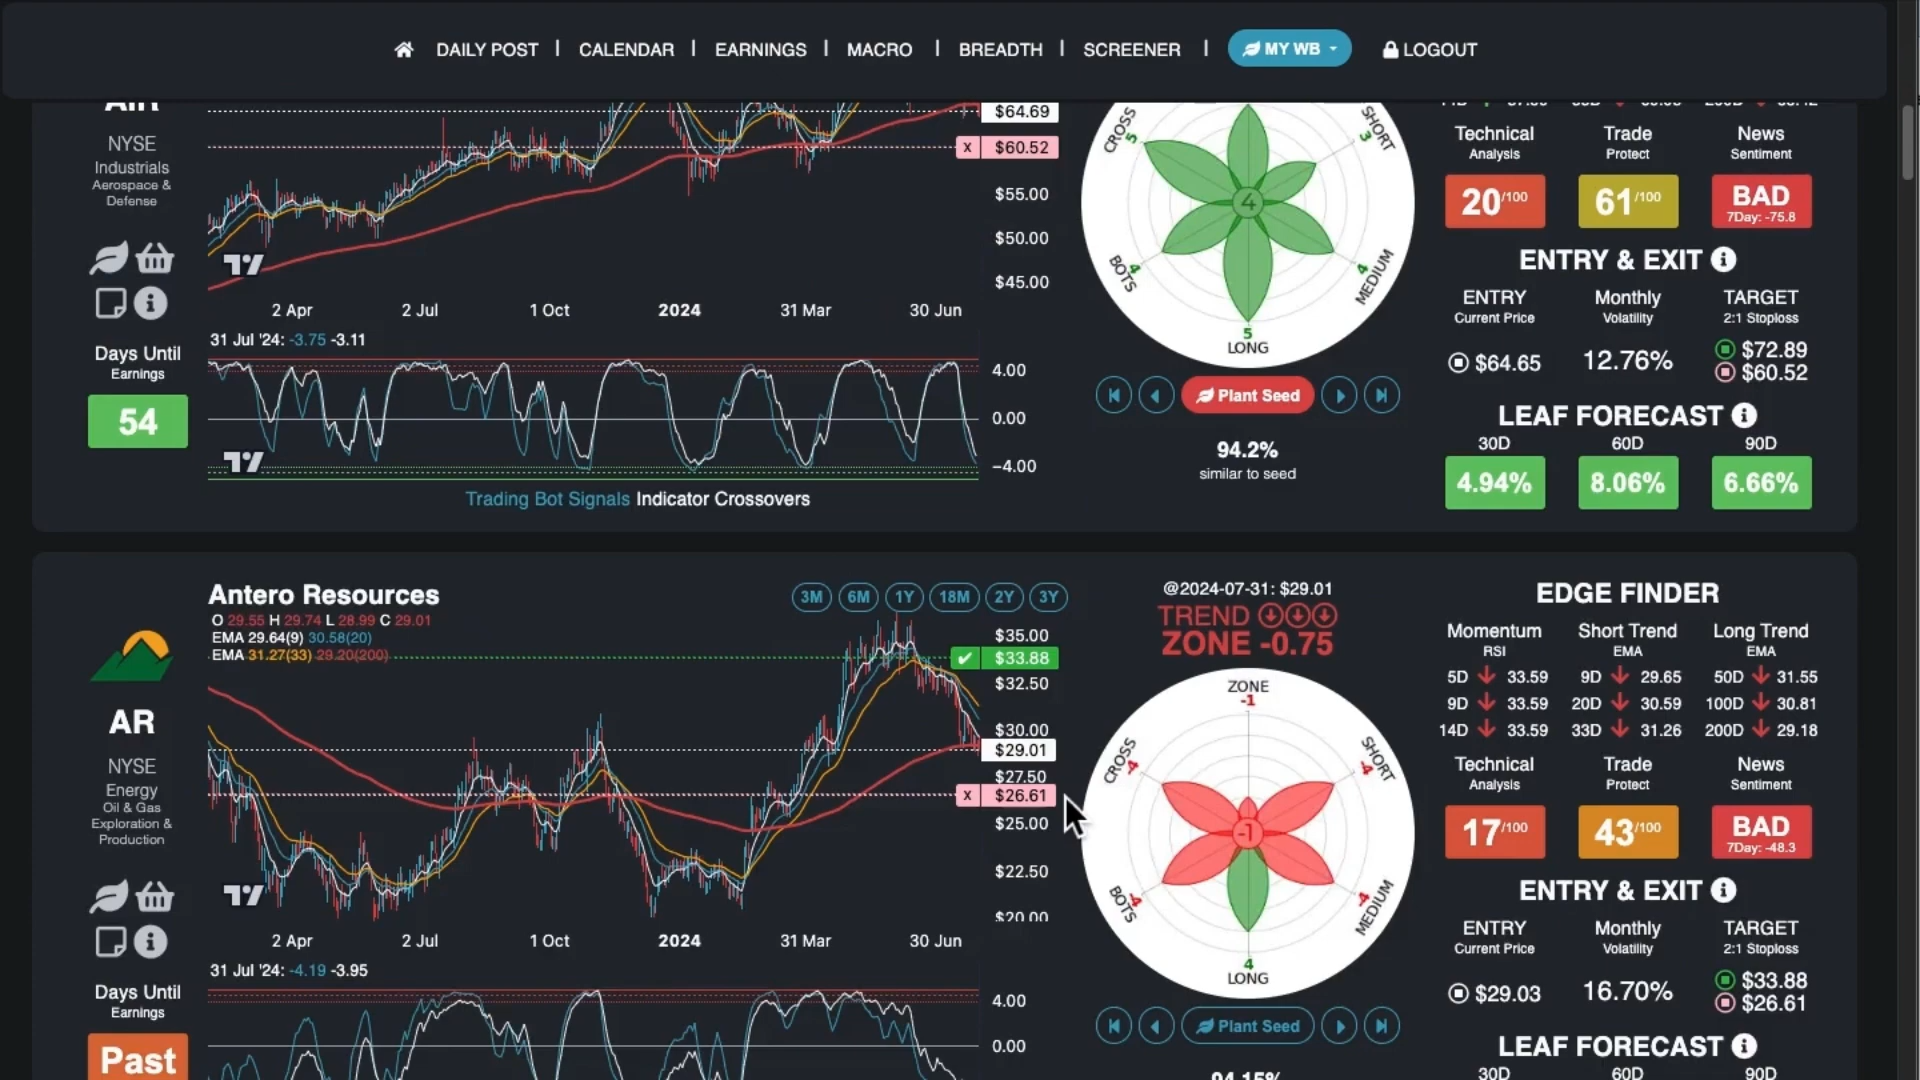 DAILY POST | CALENDAR | EARNINGS | MACRO | BREADTH | SCREENER | MY WB LOGOUT
AIR
NYSE
Industrials
Aerospace &
Defense
Days Until
Earnings
54
$64.69
x $60.52
$55.00
$50.00
$45.00
2 Apr 2 Jul 1 Oct 2024 31 Mar 30 Jun
31 Jul '24: -3.75 -3.11
4.00
0.00
−4.00
Trading Bot Signals Indicator Crossovers
CROSS 5
SHORT 3
4
BOTS 4
MEDIUM 4
5
LONG
Plant Seed
94.2%
similar to seed
Technical Trade News
Analysis Protect Sentiment
20/100 61/100 BAD
7Day: -75.8
ENTRY & EXIT i
ENTRY Monthly TARGET
Current Price Volatility 2:1 Stoploss
$64.65 12.76% $72.89
$60.52
LEAF FORECAST i
30D 60D 90D
4.94% 8.06% 6.66%
Antero Resources
3M 6M 1Y 18M 2Y 3Y
O 29.55 H 29.74 L 28.99 C 29.01
EMA 29.64(9) 30.58(20)
EMA 31.27(33) 29.20(200)
AR
NYSE
Energy
Oil & Gas
Exploration &
Production
Days Until
Earnings
Past
$35.00
$33.88
$32.50
$30.00
$29.01
$27.50
x $26.61
$25.00
$22.50
$20.00
2 Apr 2 Jul 1 Oct 2024 31 Mar 30 Jun
31 Jul '24: -4.19 -3.95
4.00
0.00
@2024-07-31: $29.01
TREND
ZONE -0.75
ZONE
-1
CROSS -4
SHORT -4
-1
BOTS -4
MEDIUM -4
4
LONG
Plant Seed
94.15%
EDGE FINDER
Momentum Short Trend Long Trend
RSI EMA EMA
5D 33.59 9D 29.65 50D 31.55
9D 33.59 20D 30.59 100D 30.81
14D 33.59 33D 31.26 200D 29.18
Technical Trade News
Analysis Protect Sentiment
17/100 43/100 BAD
7Day: -48.3
ENTRY & EXIT i
ENTRY Monthly TARGET
Current Price Volatility 2:1 Stoploss
$29.03 16.70% $33.88
$26.61
LEAF FORECAST i
30D 60D 90D